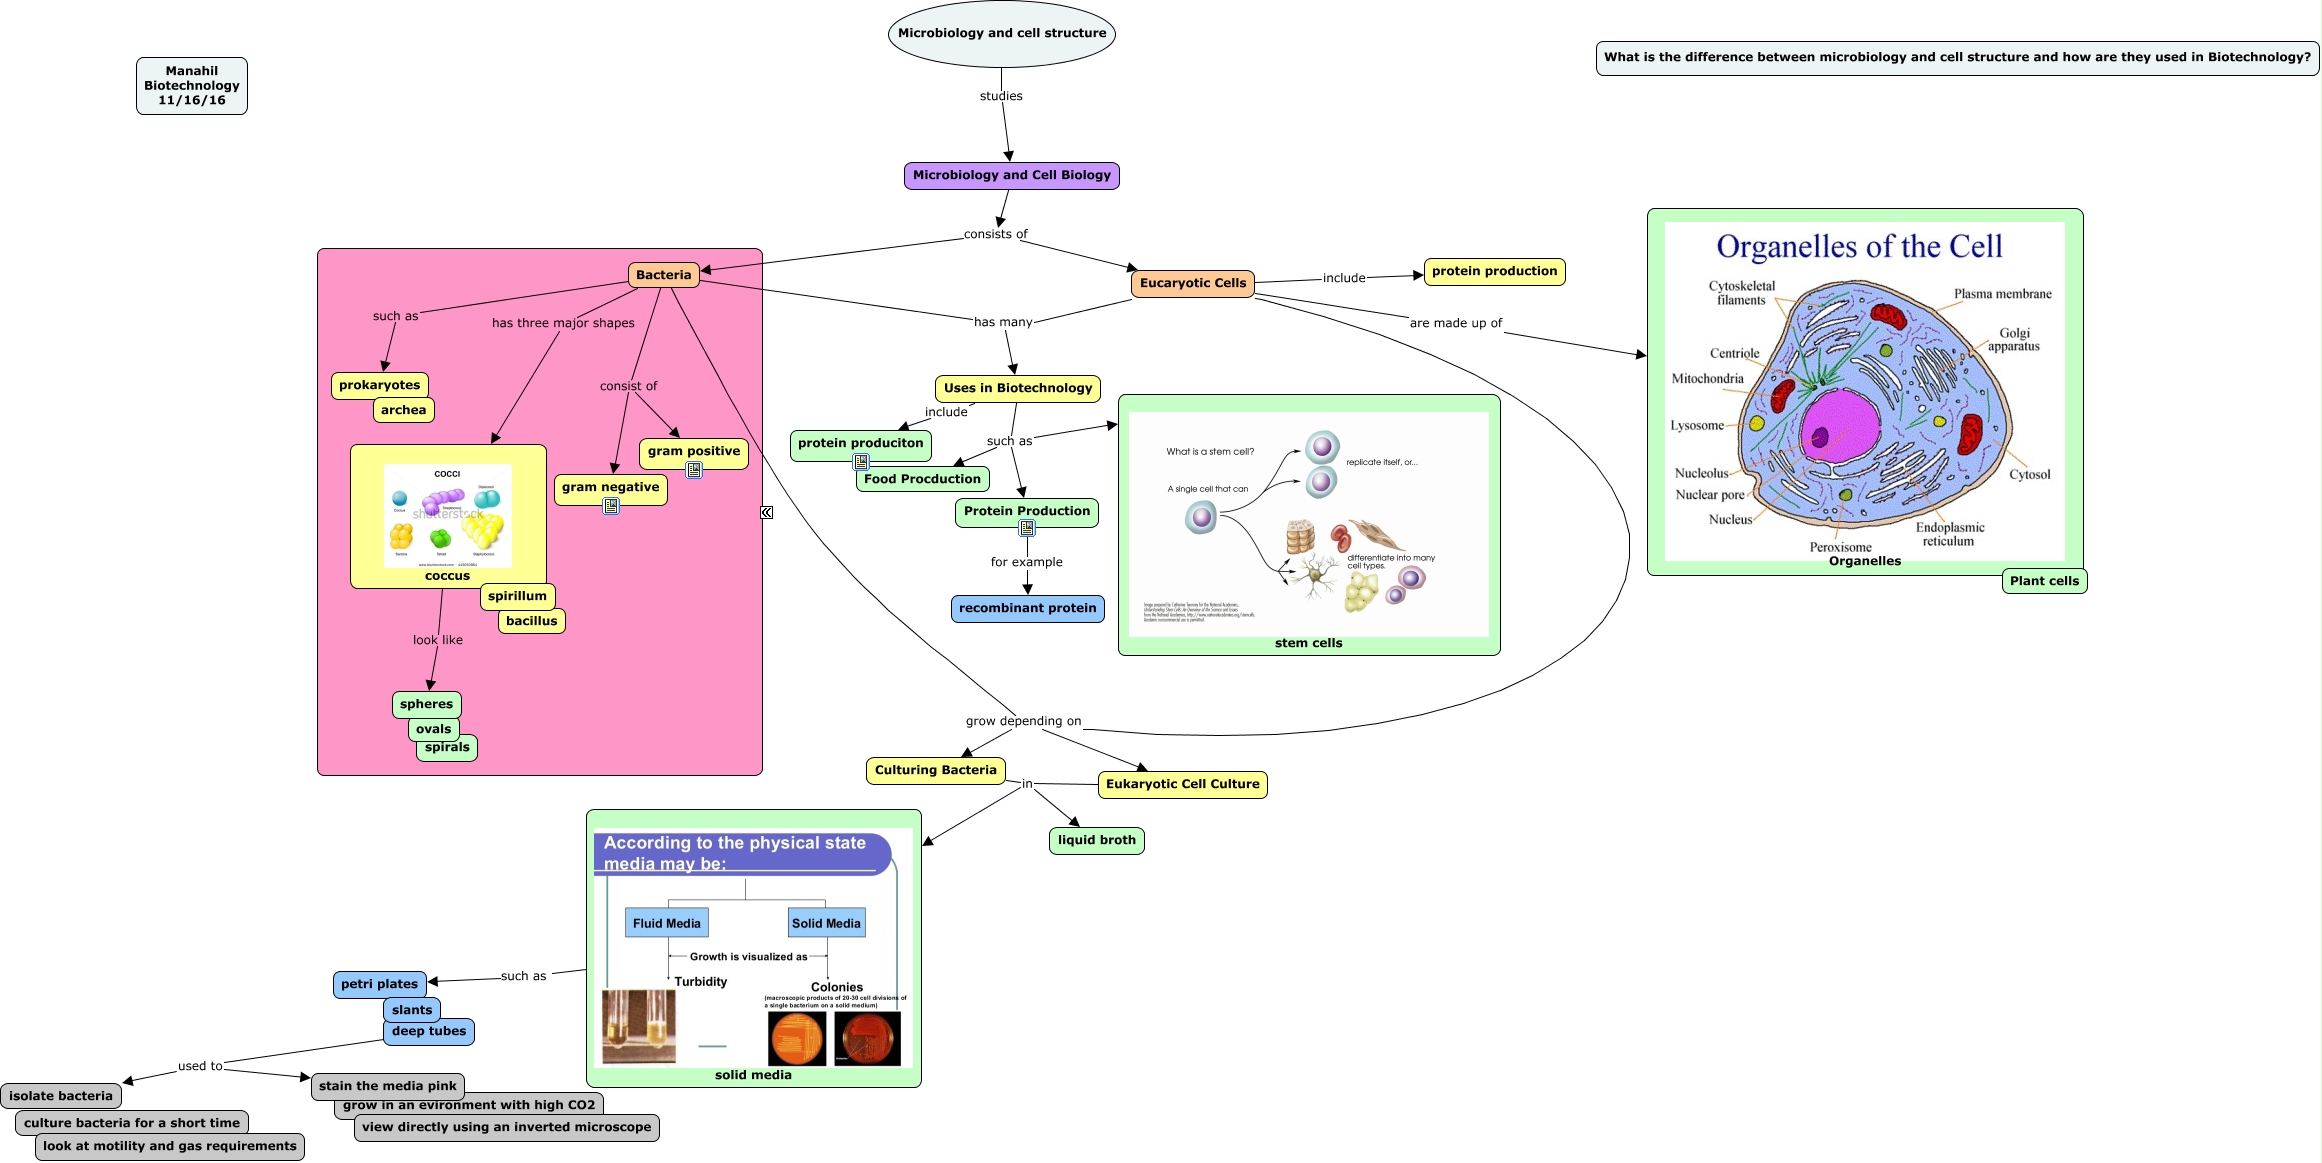 Microbiology and cell structure
Manahil
Biotechnology
11/16/16
What is the difference between microbiology and cell structure and how are they used in Biotechnology?
studies
Microbiology and Cell Biology
consists of
Bacteria
Eucaryotic Cells
include
protein production
such as
has three major shapes
has many
are made up of
prokaryotes
archea
consist of
gram positive
gram negative
COCCI
Coccus
Diplococci
Streptococci
shutterstock
Sarcina
Tetrad
Staphylococci
coccus
spirillum
bacillus
look like
spheres
ovals
spirals
Uses in Biotechnology
include
protein produciton
such as
Food Procduction
Protein Production
for example
recombinant protein
What is a stem cell?
replicate itself, or...
A single cell that can
differentiate into many
cell types.
stem cells
Organelles of the Cell
Cytoskeletal
filaments
Plasma membrane
Golgi
apparatus
Centriole
Mitochondria
Lysosome
Nucleolus
Cytosol
Nuclear pore
Nucleus
Endoplasmic
reticulum
Peroxisome
Organelles
Plant cells
grow depending on
Culturing Bacteria
Eukaryotic Cell Culture
in
liquid broth
According to the physical state
media may be:
Fluid Media
Solid Media
Growth is visualized as
Turbidity
Colonies
(macroscopic products of 20-30 cell divisions of
a single bacterium on a solid medium)
solid media
such as
petri plates
slants
deep tubes
used to
isolate bacteria
culture bacteria for a short time
look at motility and gas requirements
stain the media pink
grow in an evironment with high CO2
view directly using an inverted microscope